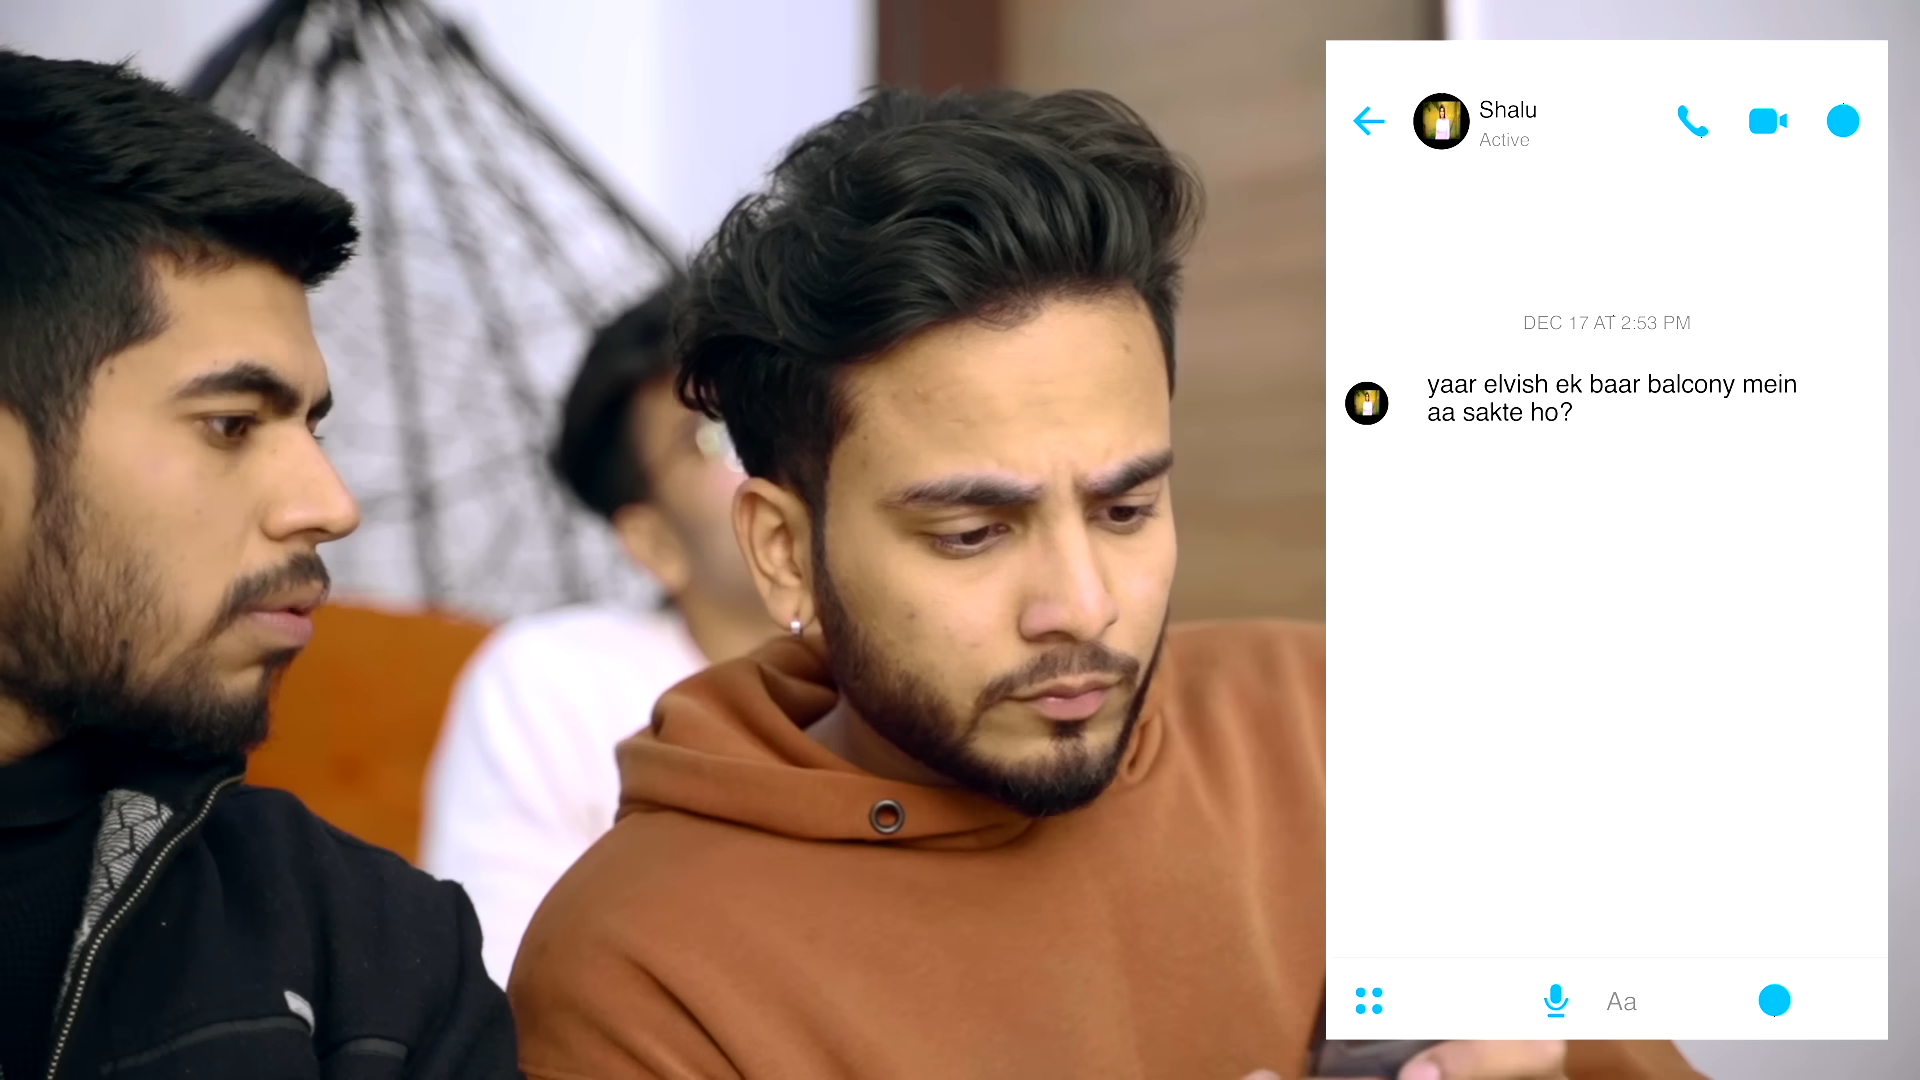 Shalu
Active
DEC 17 AT 2:53 PM
yaar elvish ek baar balcony mein
aa sakte ho?
Aa